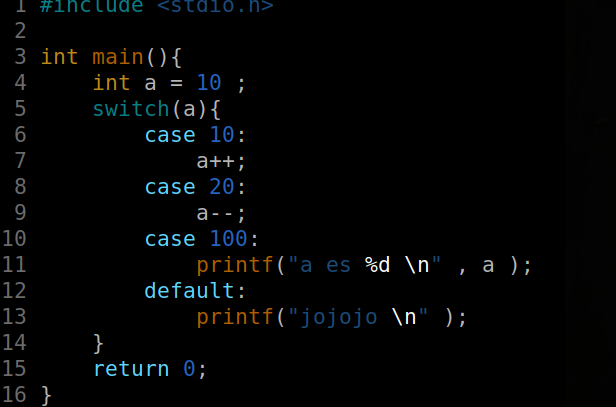 1 #include <stdio.h>
2
3 int main(){
4     int a = 10 ;
5     switch(a){
6         case 10:
7             a++;
8         case 20:
9             a--;
10         case 100:
11             printf("a es %d \n" , a );
12         default:
13             printf("jojojo \n" );
14     }
15     return 0;
16 }